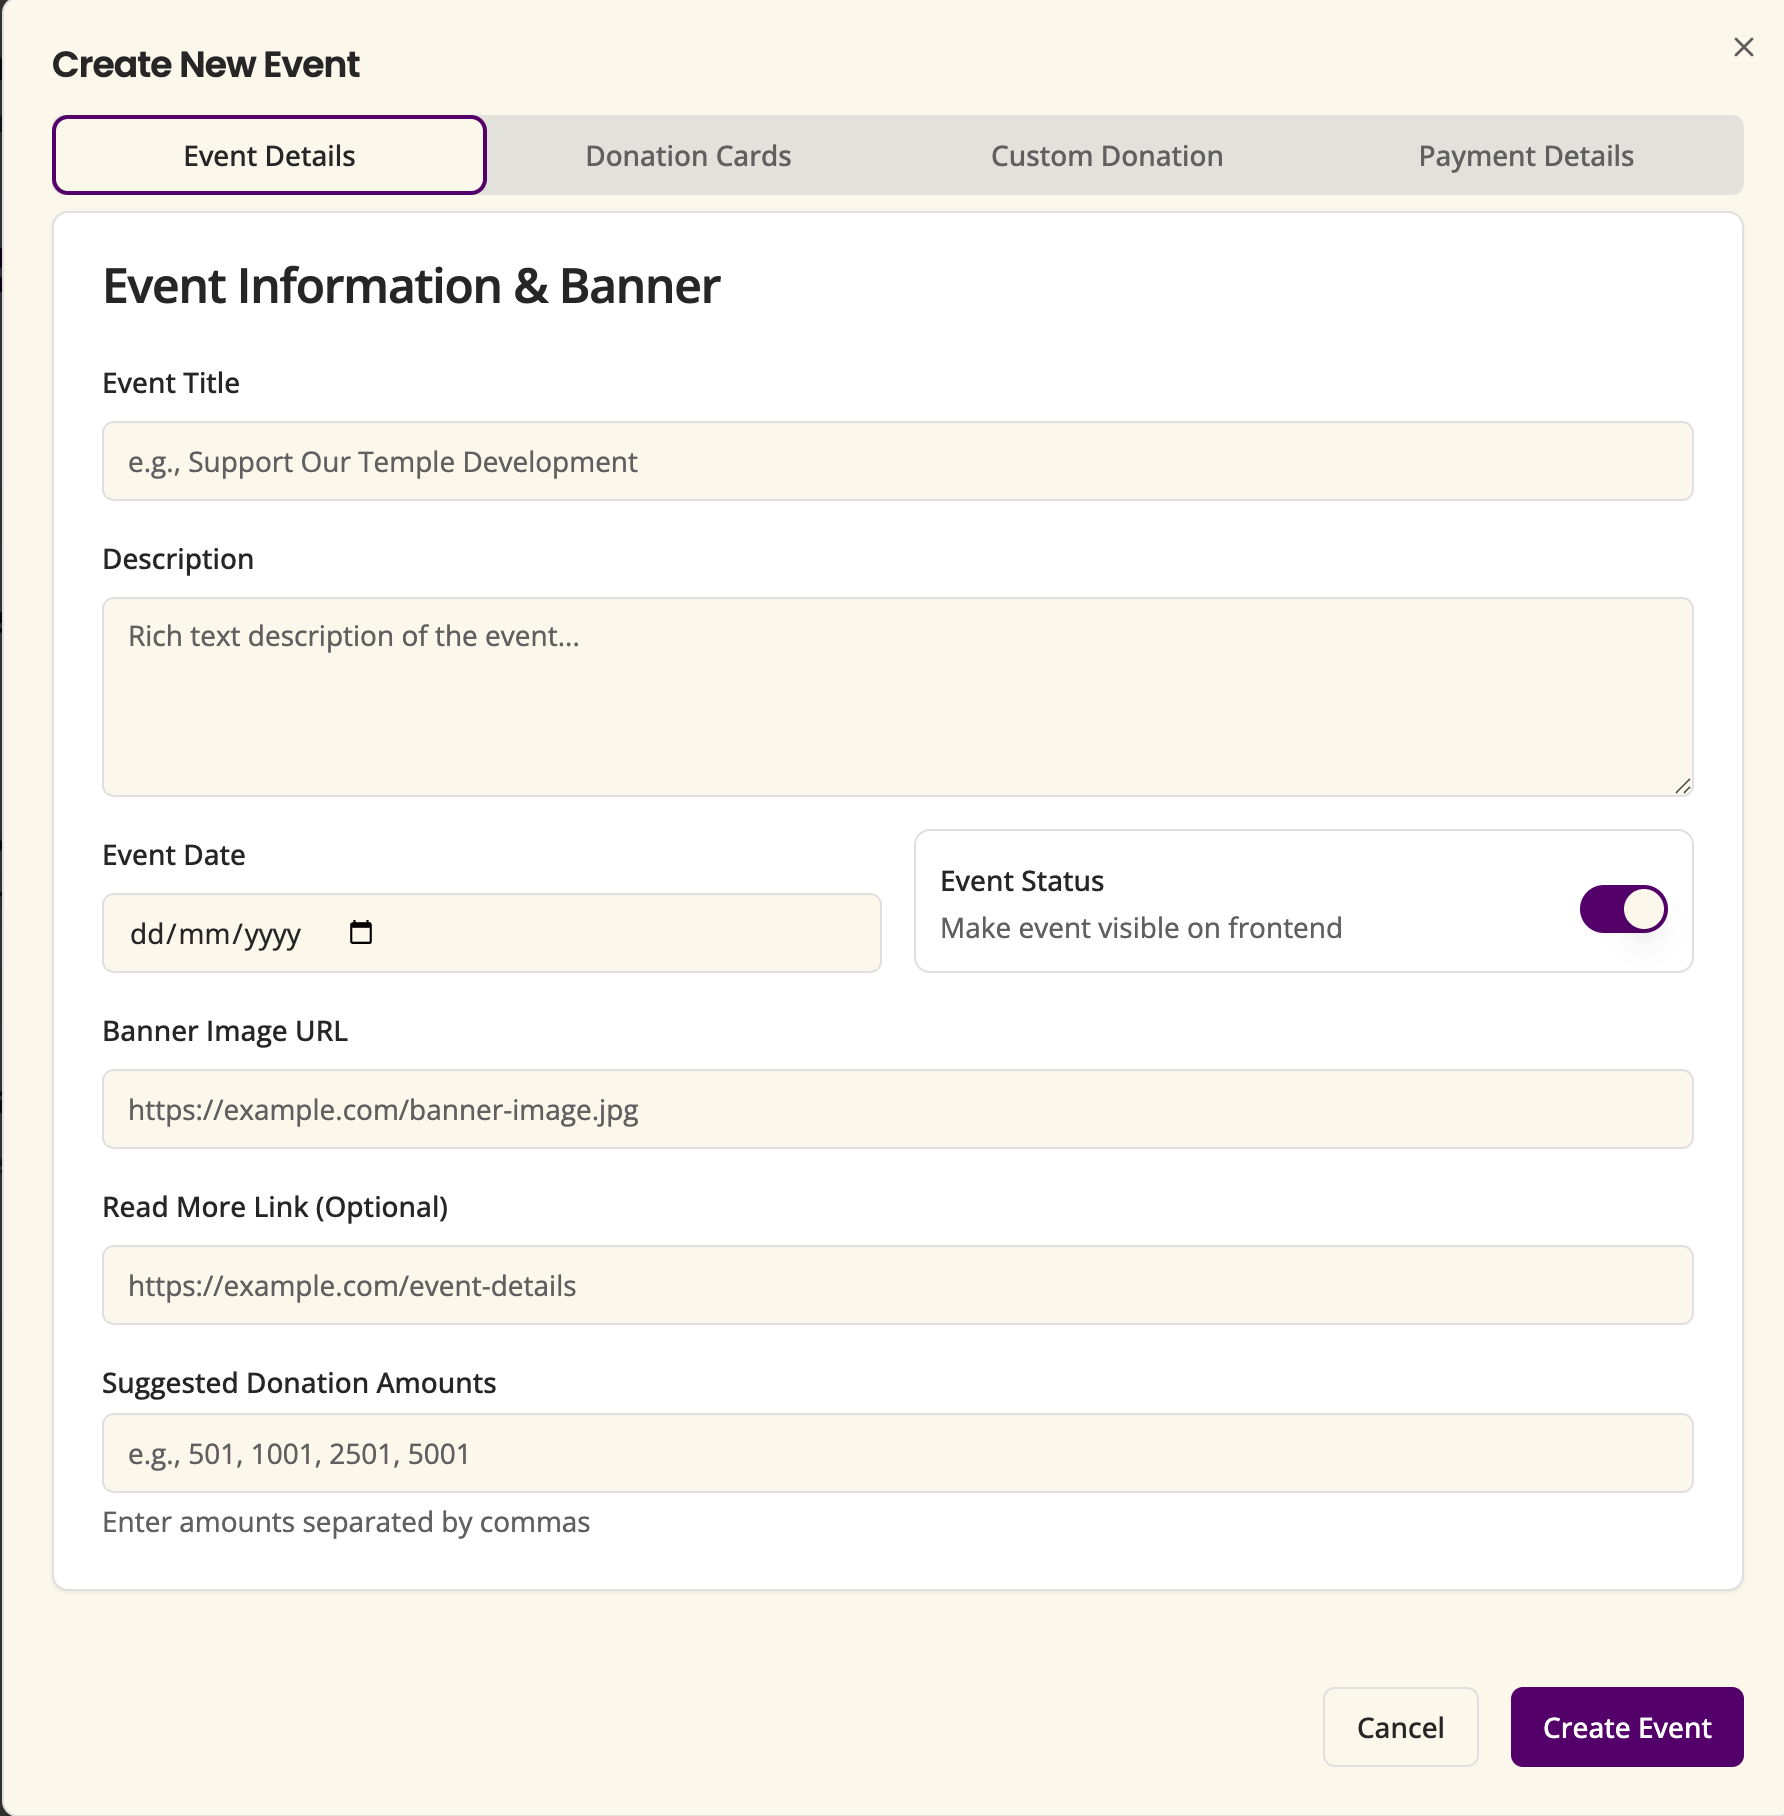 Create New Event
Event Details
Donation Cards
Custom Donation
Payment Details
Event Information & Banner
Event Title
e.g., Support Our Temple Development
Description
Rich text description of the event...
Event Date
dd/mm/yyyy
Event Status
Make event visible on frontend
Banner Image URL
https://example.com/banner-image.jpg
Read More Link (Optional)
https://example.com/event-details
Suggested Donation Amounts
e.g., 501, 1001, 2501, 5001
Enter amounts separated by commas
Cancel
Create Event